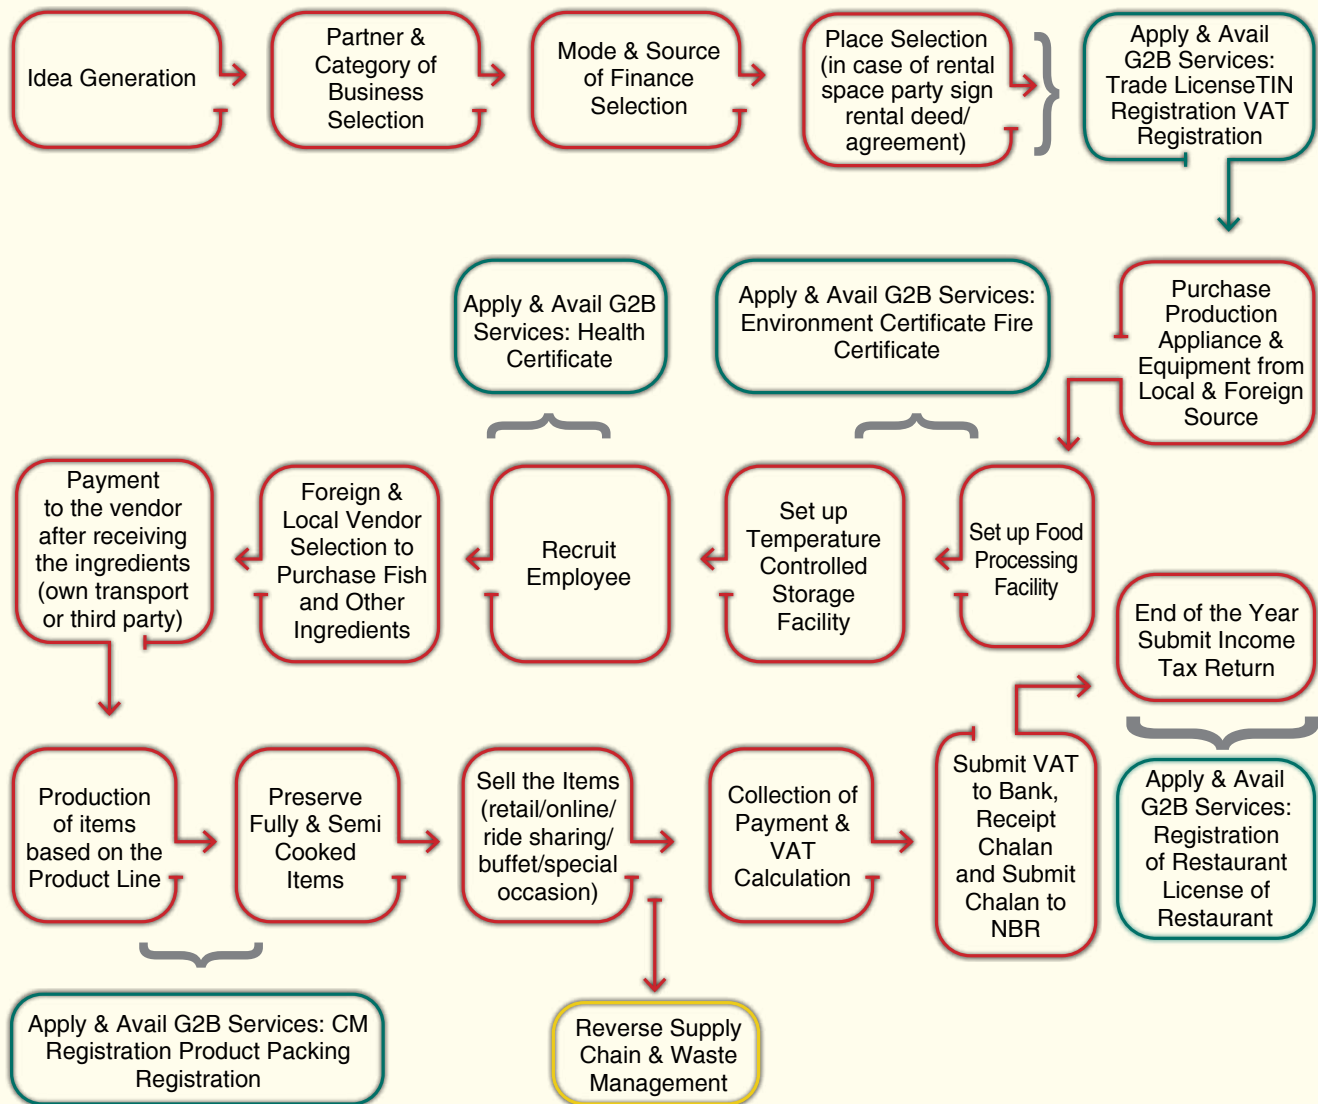 Idea Generation
Partner &
Category of
Business
Selection
Mode & Source
of Finance
Selection
Place Selection
(in case of rental
space party sign
rental deed/
agreement)
Apply & Avail
G2B Services:
Trade LicenseTIN
Registration VAT
Registration
Purchase
Production
Appliance &
Equipment from
Local & Foreign
Source
Apply & Avail G2B Services:
Environment Certificate Fire
Certificate
Apply & Avail G2B
Services: Health
Certificate
Set up Food
Processing
Facility
Set up
Temperature
Controlled
Storage
Facility
Recruit
Employee
Foreign &
Local Vendor
Selection to
Purchase Fish
and Other
Ingredients
Payment
to the vendor
after receiving
the ingredients
(own transport
or third party)
Production
of items
based on the
Product Line
Preserve
Fully & Semi
Cooked
Items
Sell the Items
(retail/online/
ride sharing/
buffet/special
occasion)
Collection of
Payment &
VAT
Calculation
Submit VAT
to Bank,
Receipt
Chalan
and Submit
Chalan to
NBR
End of the Year
Submit Income
Tax Return
Apply & Avail
G2B Services:
Registration
of Restaurant
License of
Restaurant
Apply & Avail G2B Services: CM
Registration Product Packing
Registration
Reverse Supply
Chain & Waste
Management